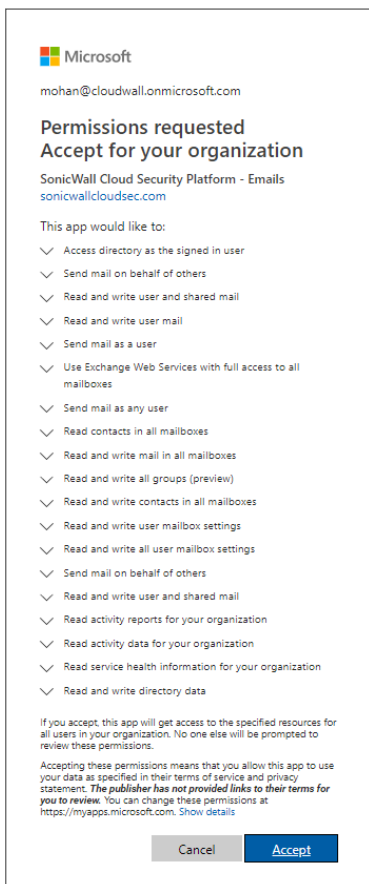 Microsoft
mohan@cloudwall.onmicrosoft.com
Permissions requested
Accept for your organization
SonicWall Cloud Security Platform - Emails
sonicwallcloudsec.com
This app would like to:
Access directory as the signed in user
Send mail on behalf of others
Read and write user and shared mail
Read and write user mail
Send mail as a user
Use Exchange Web Services with full access to all
mailboxes
Send mail as any user
Read contacts in all mailboxes
Read and write mail in all mailboxes
Read and write all groups (preview)
Read and write contacts in all mailboxes
Read and write user mailbox settings
Read and write all user mailbox settings
Send mail on behalf of others
Read and write user and shared mail
Read activity reports for your organization
Read activity data for your organization
Read service health information for your organization
Read and write directory data
If you accept, this app will get access to the specified resources for
all users in your organization. No one else will be prompted to
review these permissions.
Accepting these permissions means that you allow this app to use
your data as specified in their terms of service and privacy
statement. The publisher has not provided links to their terms for
you to review. You can change these permissions at
https://myapps.microsoft.com. Show details
Cancel Accept